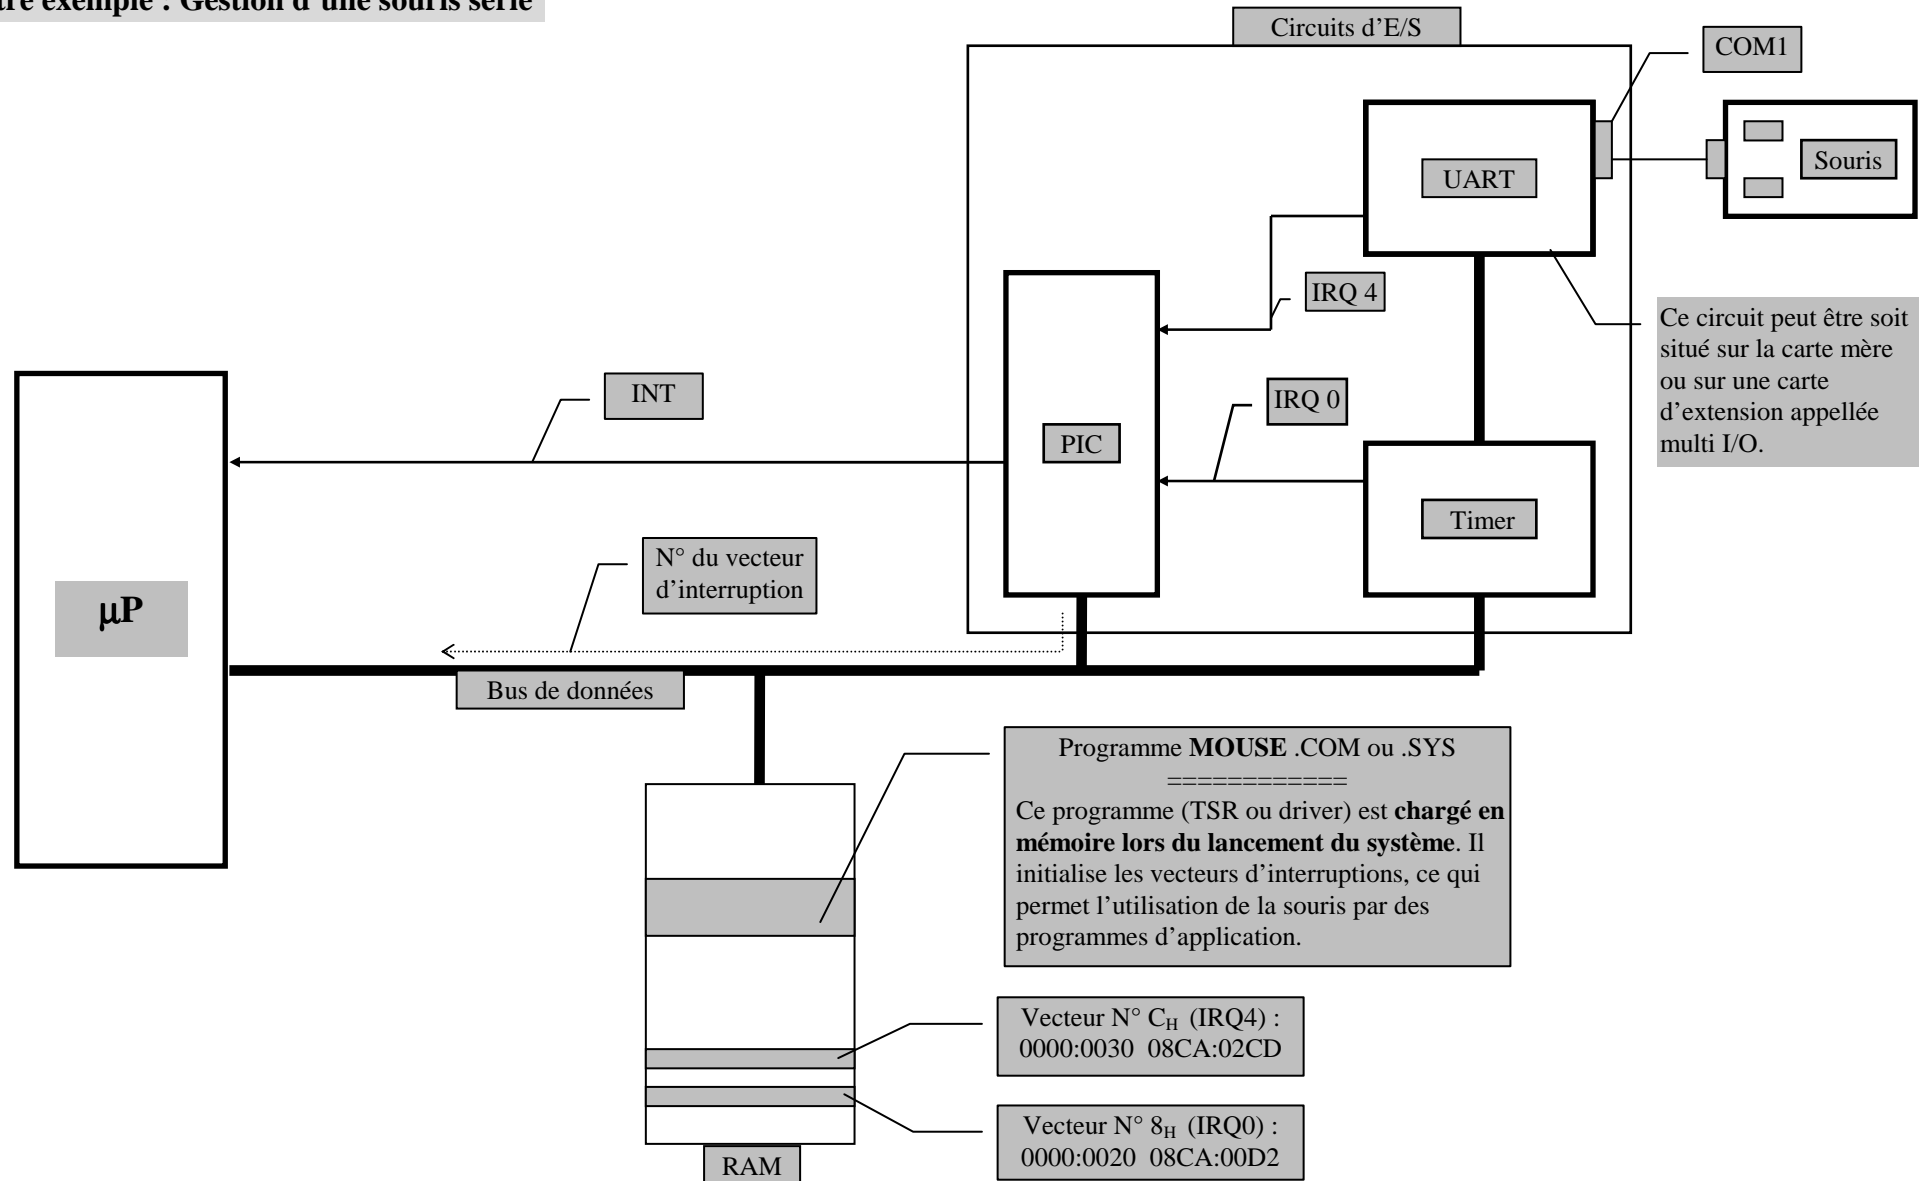 exemple : Gestion d'une souris série
Circuits d'E/S
COM1
UART
Souris
IRQ 4
Ce circuit peut être soit
situé sur la carte mère
ou sur une carte
d'extension appellée
multi I/O.
INT
IRQ 0
PIC
Timer
N° du vecteur
d'interruption
µP
Bus de données
Programme MOUSE .COM ou .SYS
============
Ce programme (TSR ou driver) est chargé en
mémoire lors du lancement du système. Il
initialise les vecteurs d'interruptions, ce qui
permet l'utilisation de la souris par des
programmes d'application.
Vecteur N° CH (IRQ4) :
0000:0030 08CA:02CD
Vecteur N° 8H (IRQ0) :
0000:0020 08CA:00D2
RAM